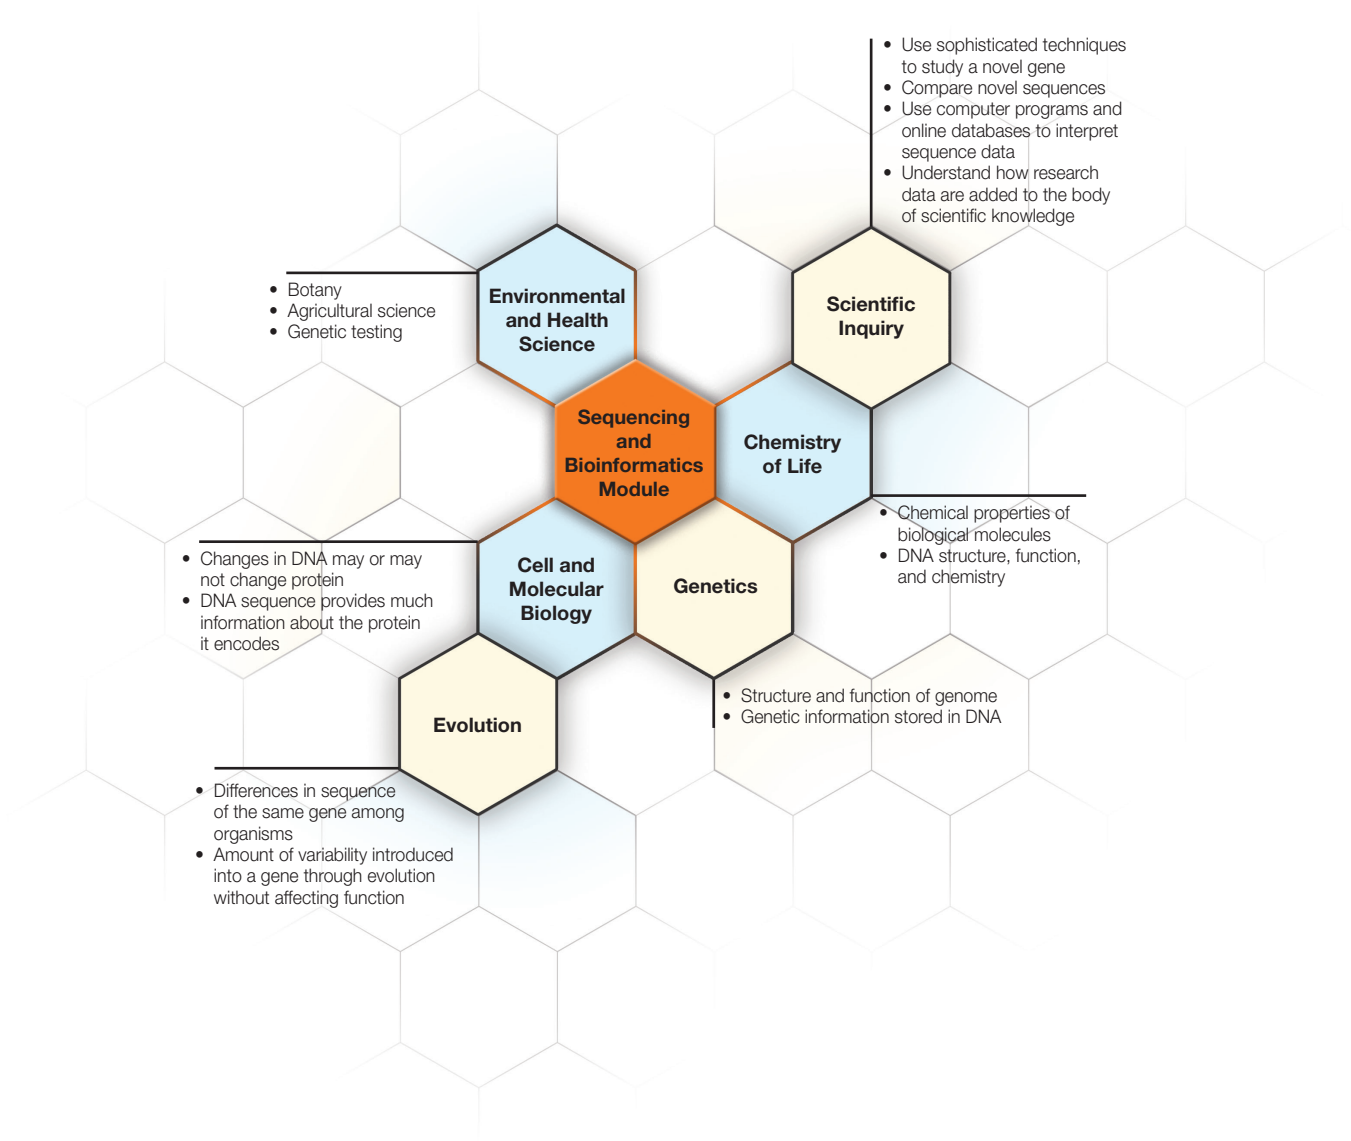 • Use sophisticated techniques
to study a novel gene
• Compare novel sequences
• Use computer programs and
online databases to interpret
sequence data
• Understand how research
data are added to the body
of scientific knowledge
Environmental
and Health
Science
• Botany
• Agricultural science
• Genetic testing
Scientific
Inquiry
Sequencing
and
Bioinformatics
Module
Chemistry
of Life
• Chemical properties of
biological molecules
• DNA structure, function,
and chemistry
Cell and
Molecular
Biology
• Changes in DNA may or may
not change protein
• DNA sequence provides much
information about the protein
it encodes
Genetics
• Structure and function of genome
• Genetic information stored in DNA
Evolution
• Differences in sequence
of the same gene among
organisms
• Amount of variability introduced
into a gene through evolution
without affecting function